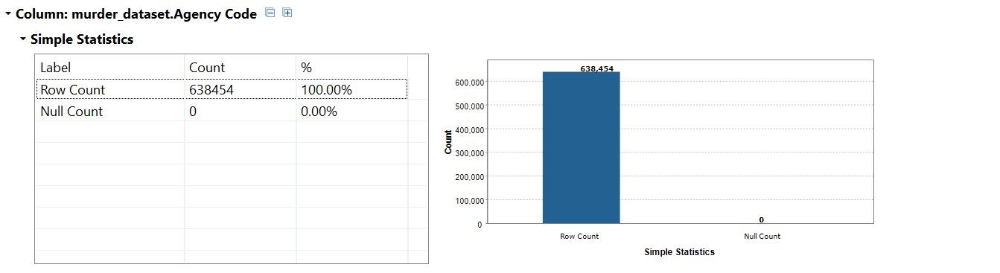 Column: murder_dataset.Agency Code
Simple Statistics
Label Count %
Row Count 638454 100.00%
Null Count 0 0.00%
638,454
600,000
500,000
400,000
300,000
200,000
100,000
0
0
Count
Row Count Null Count
Simple Statistics